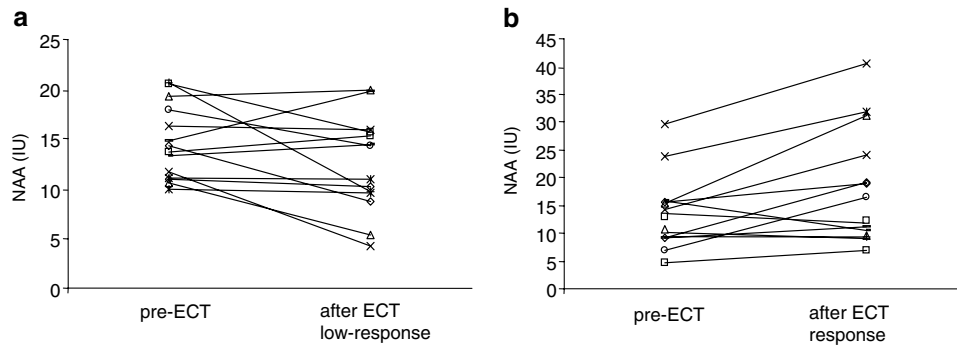 a
25
20
15
10
5
0
NAA (IU)
pre-ECT
after ECT
low-response
b
45
40
35
30
25
20
15
10
5
0
NAA (IU)
pre-ECT
after ECT
response